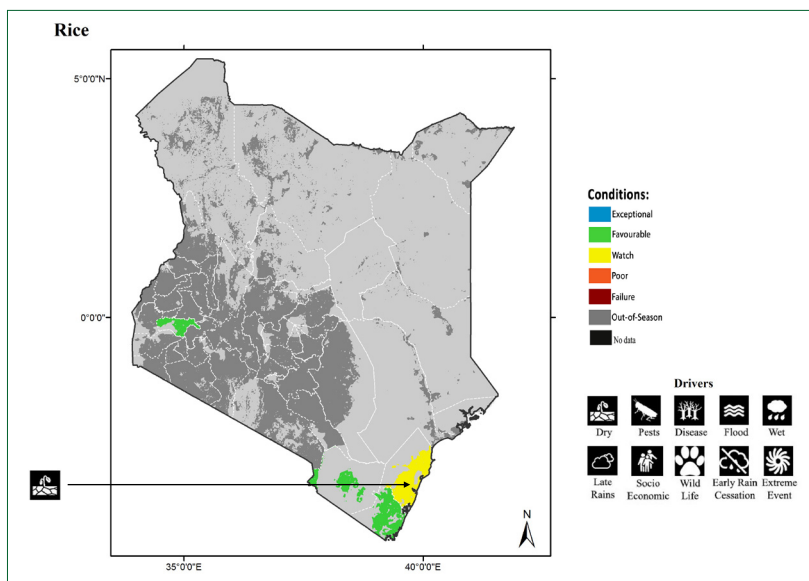 Rice
5°0'0"N
0°0'0"
35°0'0"E
40°0'0"E
N
Conditions:
Exceptional
Favourable
Watch
Poor
Failure
Out-of-Season
No data
Drivers
Dry
Pests
Disease
Flood
Wet
Late
Rains
Socio
Economic
Wild
Life
Early Rain
Cessation
Extreme
Event